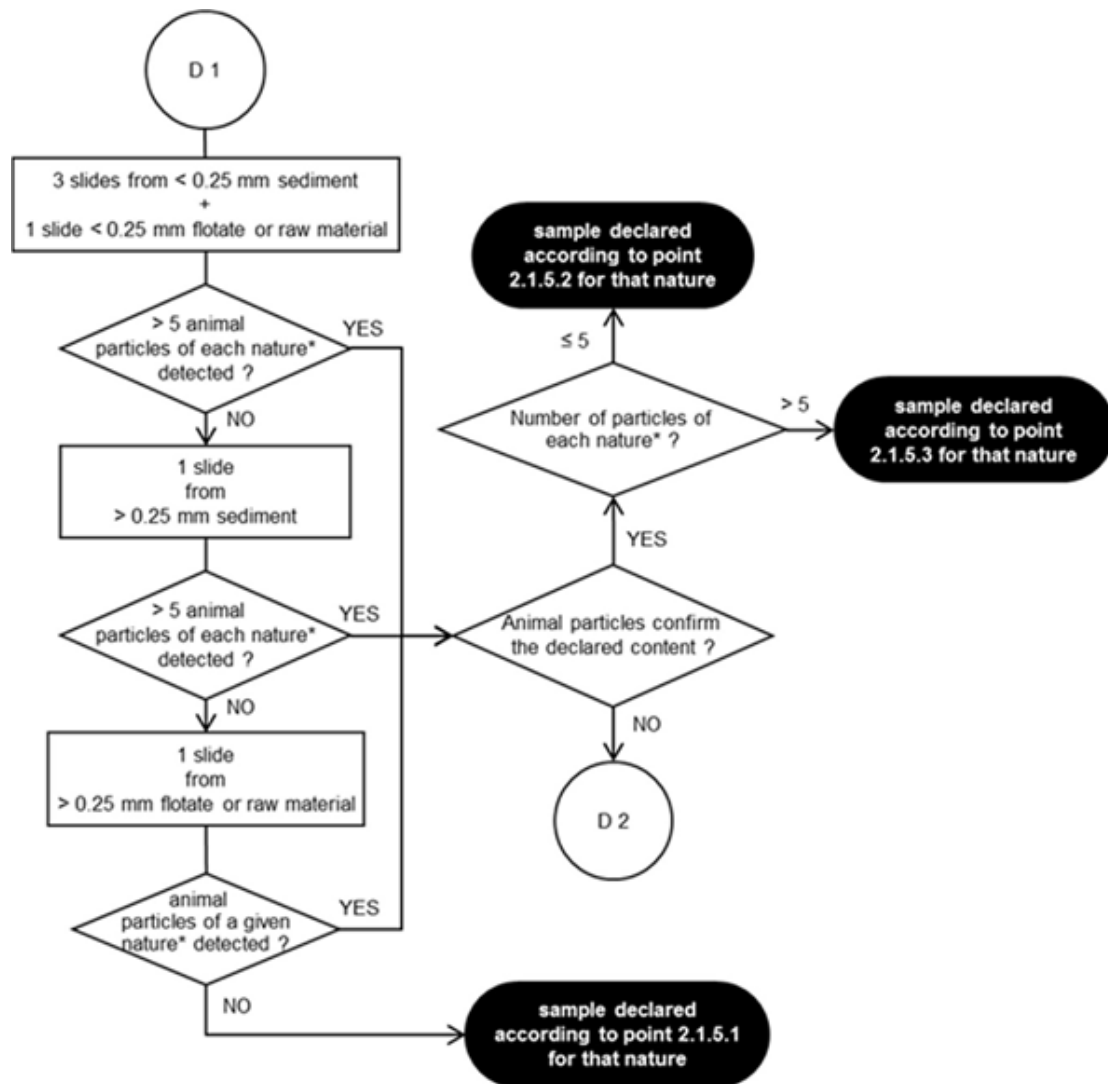 D 1
3 slides from < 0.25 mm sediment
+
1 slide < 0.25 mm flotate or raw material
> 5 animal
particles of each nature*
detected ?
YES
NO
1 slide
from
> 0.25 mm sediment
> 5 animal
particles of each nature*
detected ?
YES
NO
1 slide
from
> 0.25 mm flotate or raw material
animal
particles of a given
nature* detected ?
YES
NO
sample declared
according to point 2.1.5.1
for that nature
Animal particles confirm
the declared content ?
NO
D 2
YES
Number of particles of
each nature* ?
≤ 5
sample declared
according to point
2.1.5.2 for that nature
> 5
sample declared
according to point
2.1.5.3 for that nature